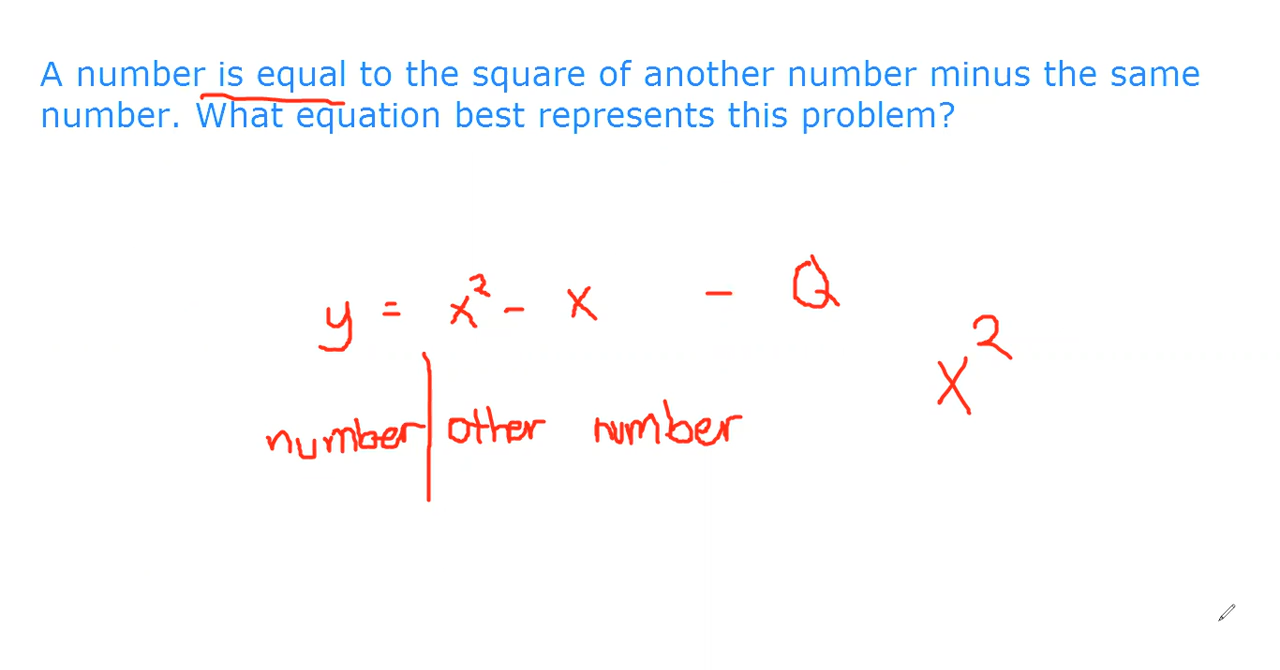 A number is equal to the square of another number minus the same
number. What equation best represents this problem?
y = x² - x - Q
x²
number | other number